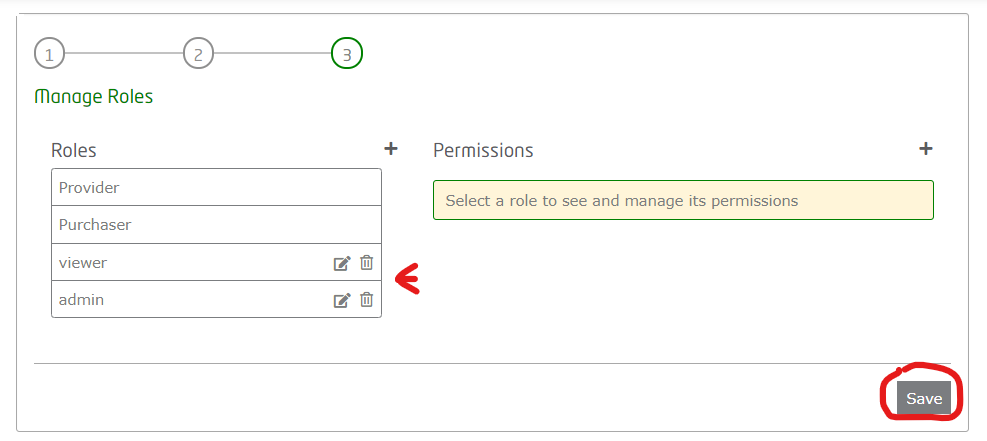 1 2 3
Manage Roles
Roles +
Permissions +
Provider
Purchaser
viewer
admin
Select a role to see and manage its permissions
Save